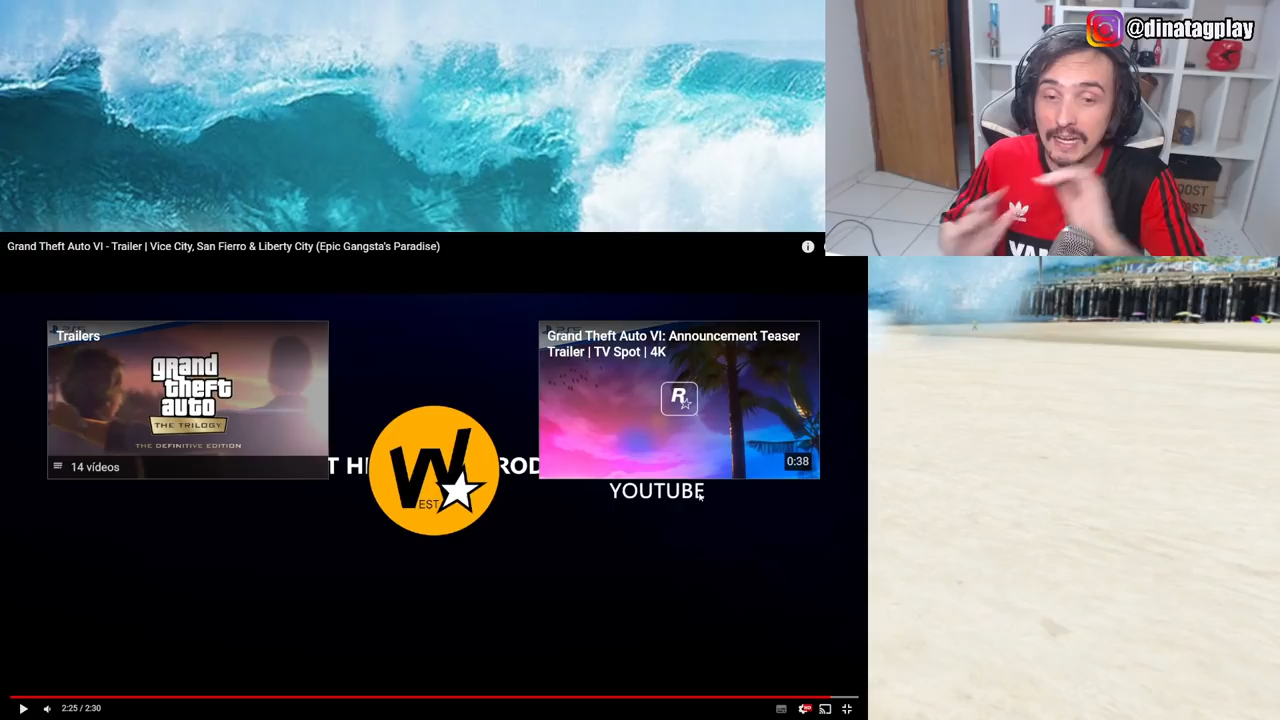 @dinatagplay
Grand Theft Auto VI - Trailer | Vice City, San Fierro & Liberty City (Epic Gangsta's Paradise)
Trailers
grand
theft
auto
THE TRILOGY
THE DEFINITIVE EDITION
14 vídeos
Grand Theft Auto VI: Announcement Teaser
Trailer | TV Spot | 4K
R
0:38
W
EST
YOUTUBE
2:25 / 2:30